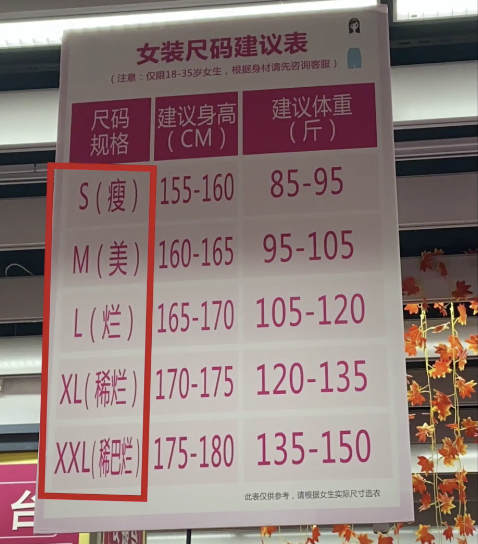 女装尺码建议表
（注意：仅限18-35岁女生，根据身材请先咨询客服）
尺码规格 建议身高（CM） 建议体重（斤）
S（瘦） 155-160 85-95
M（美） 160-165 95-105
L（烂） 165-170 105-120
XL（稀烂） 170-175 120-135
XXL（稀巴烂） 175-180 135-150
此表仅供参考，请根据女生实际尺寸选衣
台